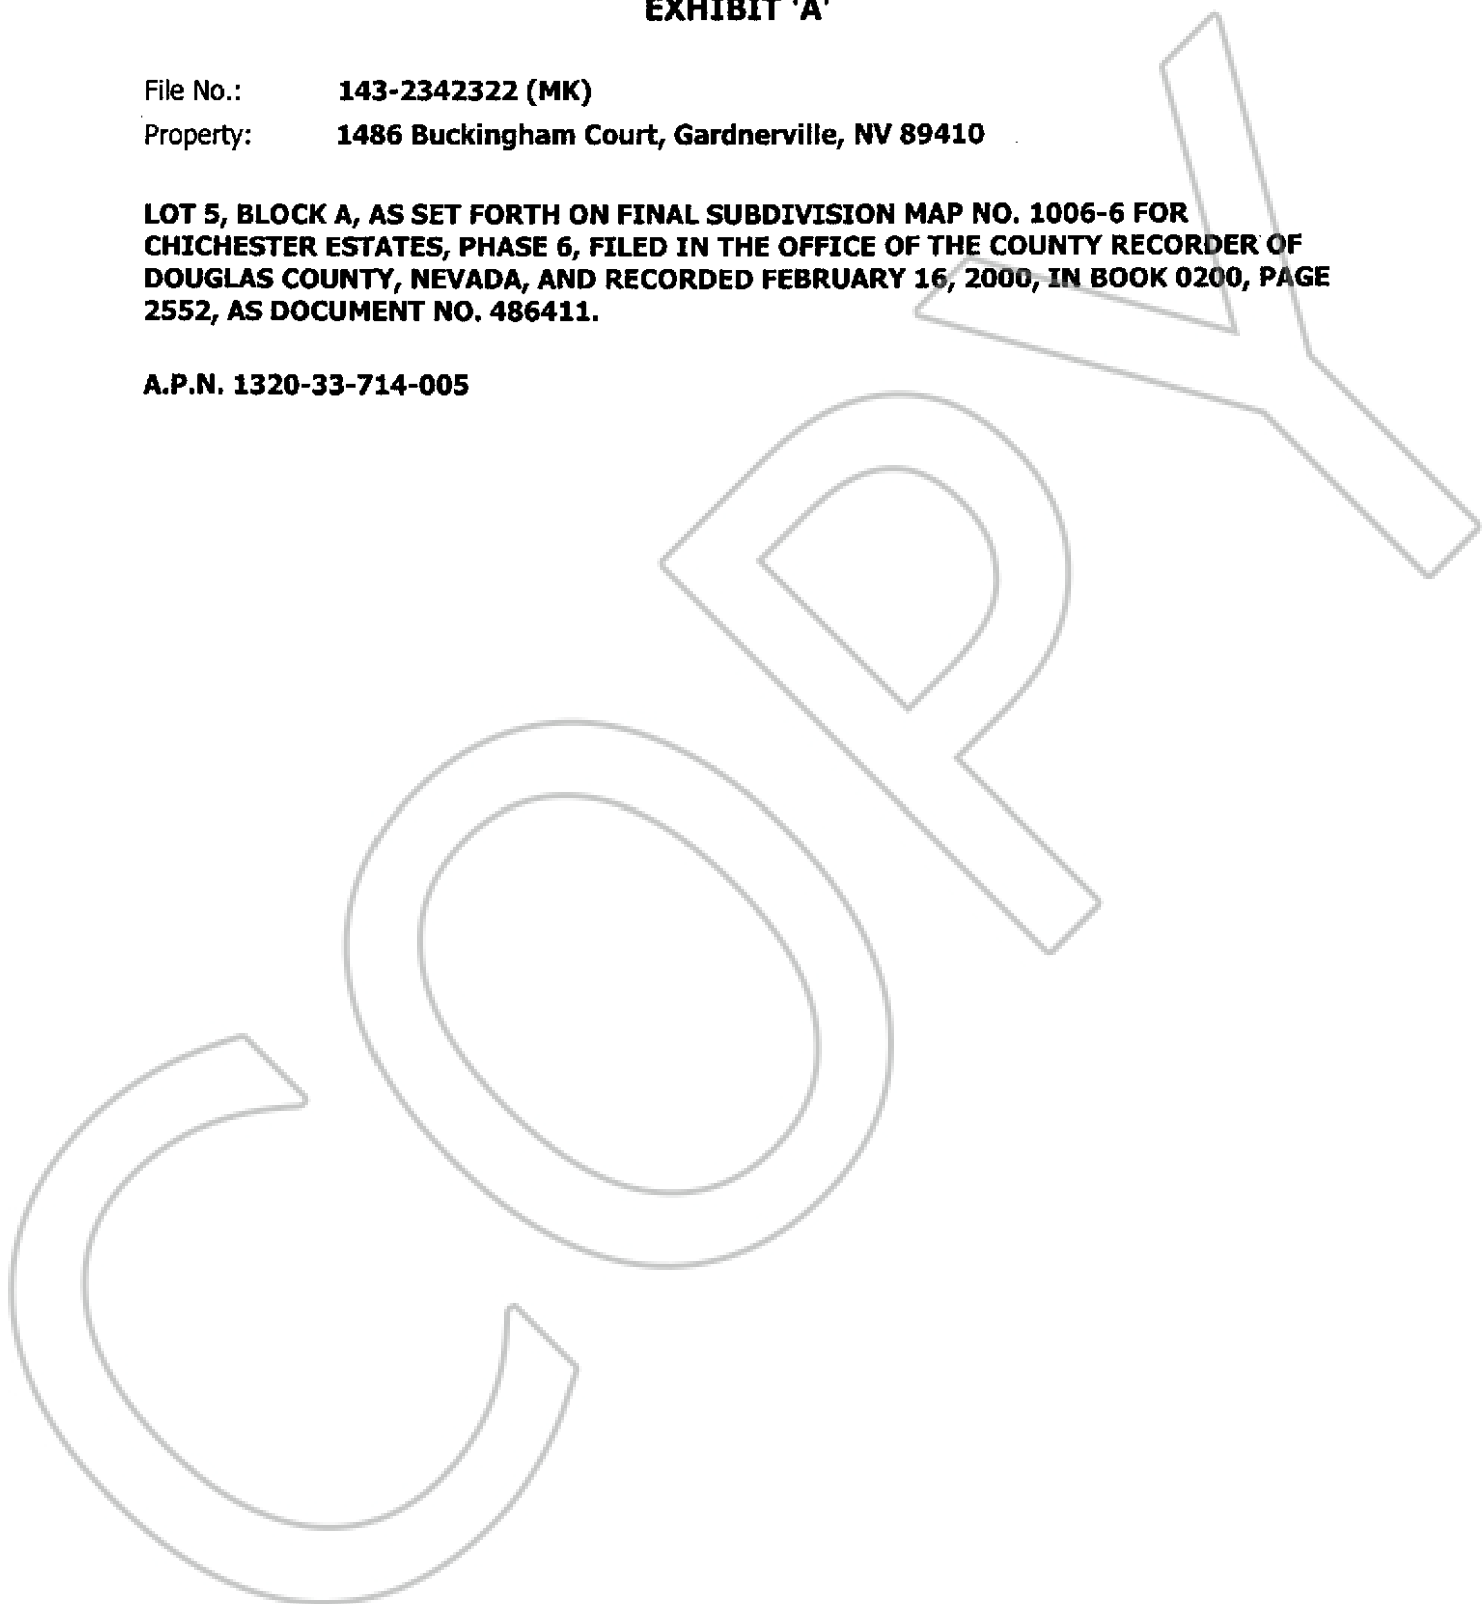 EXHIBIT 'A'
File No.: 143-2342322 (MK)
Property: 1486 Buckingham Court, Gardnerville, NV 89410
LOT 5, BLOCK A, AS SET FORTH ON FINAL SUBDIVISION MAP NO. 1006-6 FOR
CHICHESTER ESTATES, PHASE 6, FILED IN THE OFFICE OF THE COUNTY RECORDER OF
DOUGLAS COUNTY, NEVADA, AND RECORDED FEBRUARY 16, 2000, IN BOOK 0200, PAGE
2552, AS DOCUMENT NO. 486411.
A.P.N. 1320-33-714-005
COPY